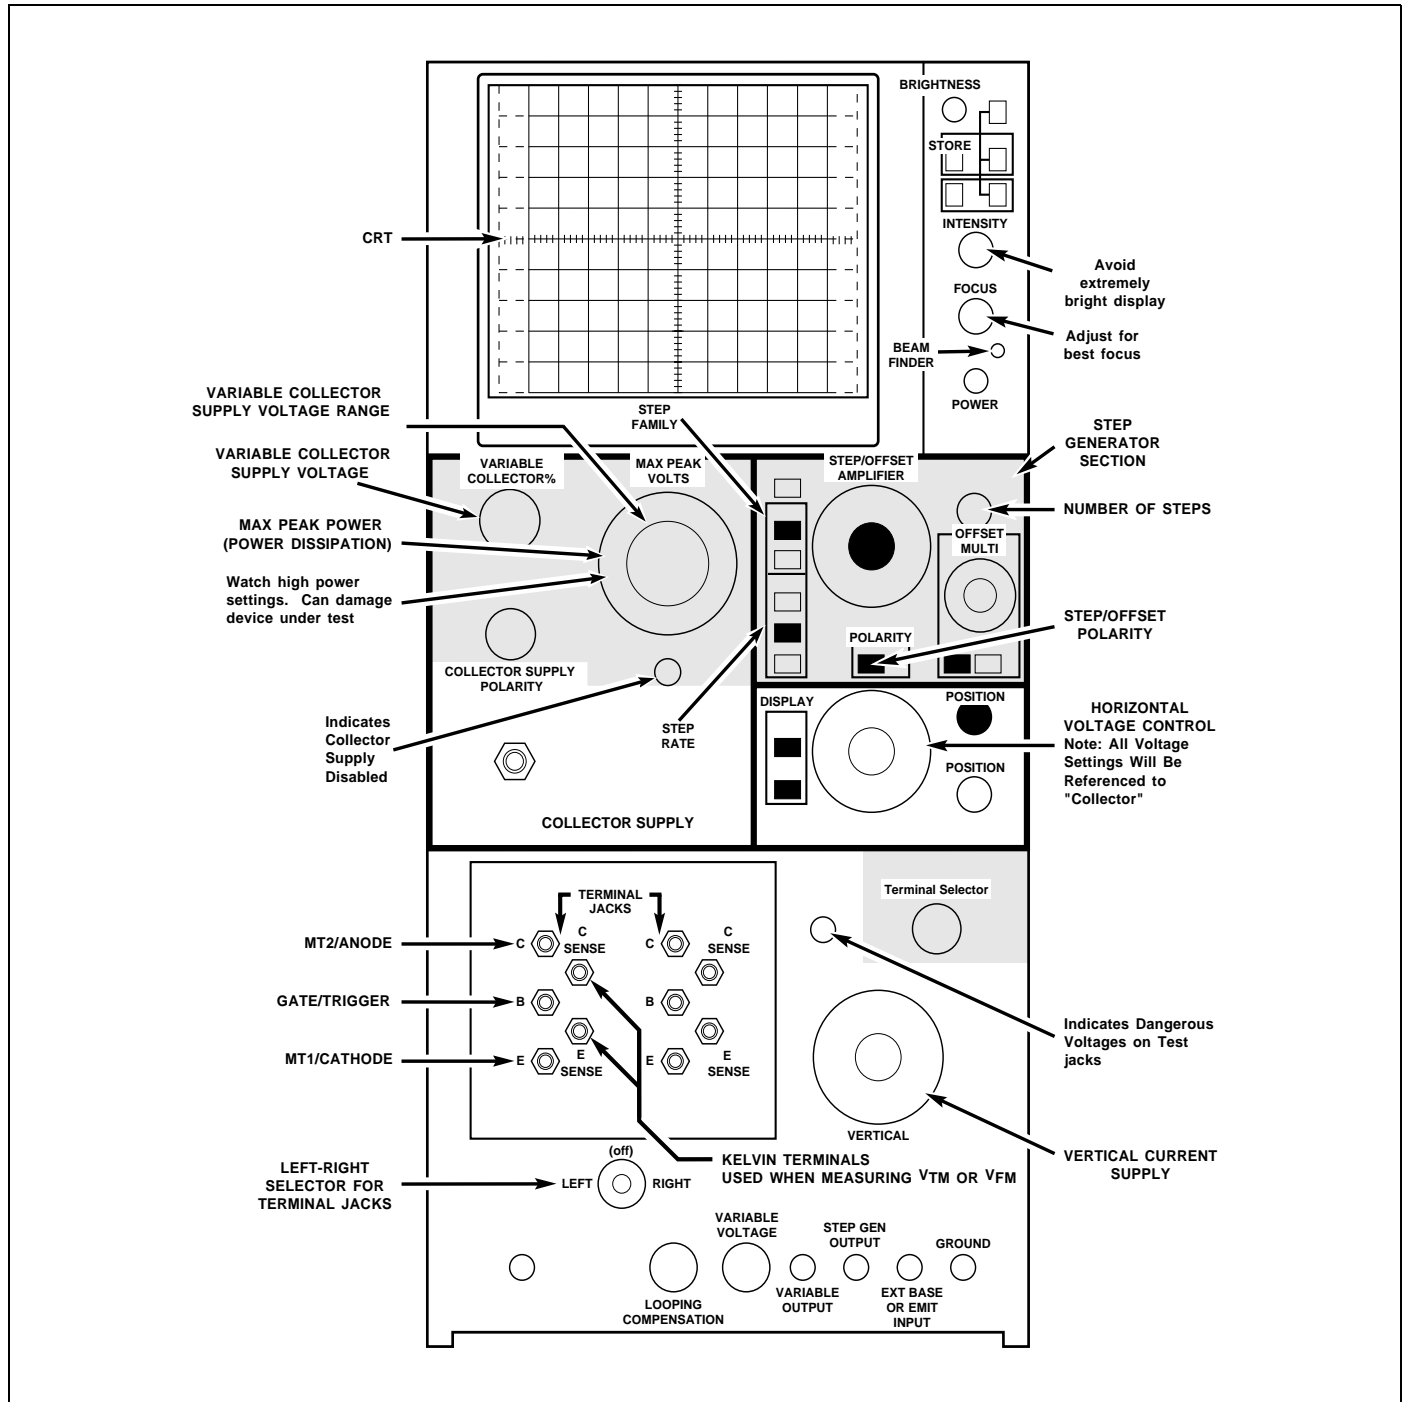 BRIGHTNESS
STORE
INTENSITY
Avoid
extremely
bright display
FOCUS
Adjust for
best focus
BEAM
FINDER
POWER
CRT
VARIABLE COLLECTOR
SUPPLY VOLTAGE RANGE
VARIABLE COLLECTOR
SUPPLY VOLTAGE
MAX PEAK POWER
(POWER DISSIPATION)
Watch high power
settings. Can damage
device under test
STEP
FAMILY
VARIABLE
COLLECTOR%
MAX PEAK
VOLTS
STEP/OFFSET
AMPLIFIER
STEP
GENERATOR
SECTION
NUMBER OF STEPS
OFFSET
MULTI
STEP/OFFSET
POLARITY
POLARITY
COLLECTOR SUPPLY
POLARITY
Indicates
Collector
Supply
Disabled
STEP
RATE
DISPLAY
POSITION
POSITION
HORIZONTAL
VOLTAGE CONTROL
Note: All Voltage
Settings Will Be
Referenced to
"Collector"
COLLECTOR SUPPLY
TERMINAL
JACKS
Terminal Selector
MT2/ANODE
C
C
SENSE
C
C
SENSE
GATE/TRIGGER
B
B
MT1/CATHODE
E
E
SENSE
E
E
SENSE
Indicates Dangerous
Voltages on Test
jacks
VERTICAL
VERTICAL CURRENT
SUPPLY
KELVIN TERMINALS
USED WHEN MEASURING VTM OR VFM
LEFT-RIGHT
SELECTOR FOR
TERMINAL JACKS
(off)
LEFT
RIGHT
VARIABLE
VOLTAGE
STEP GEN
OUTPUT
GROUND
LOOPING
COMPENSATION
VARIABLE
OUTPUT
EXT BASE
OR EMIT
INPUT